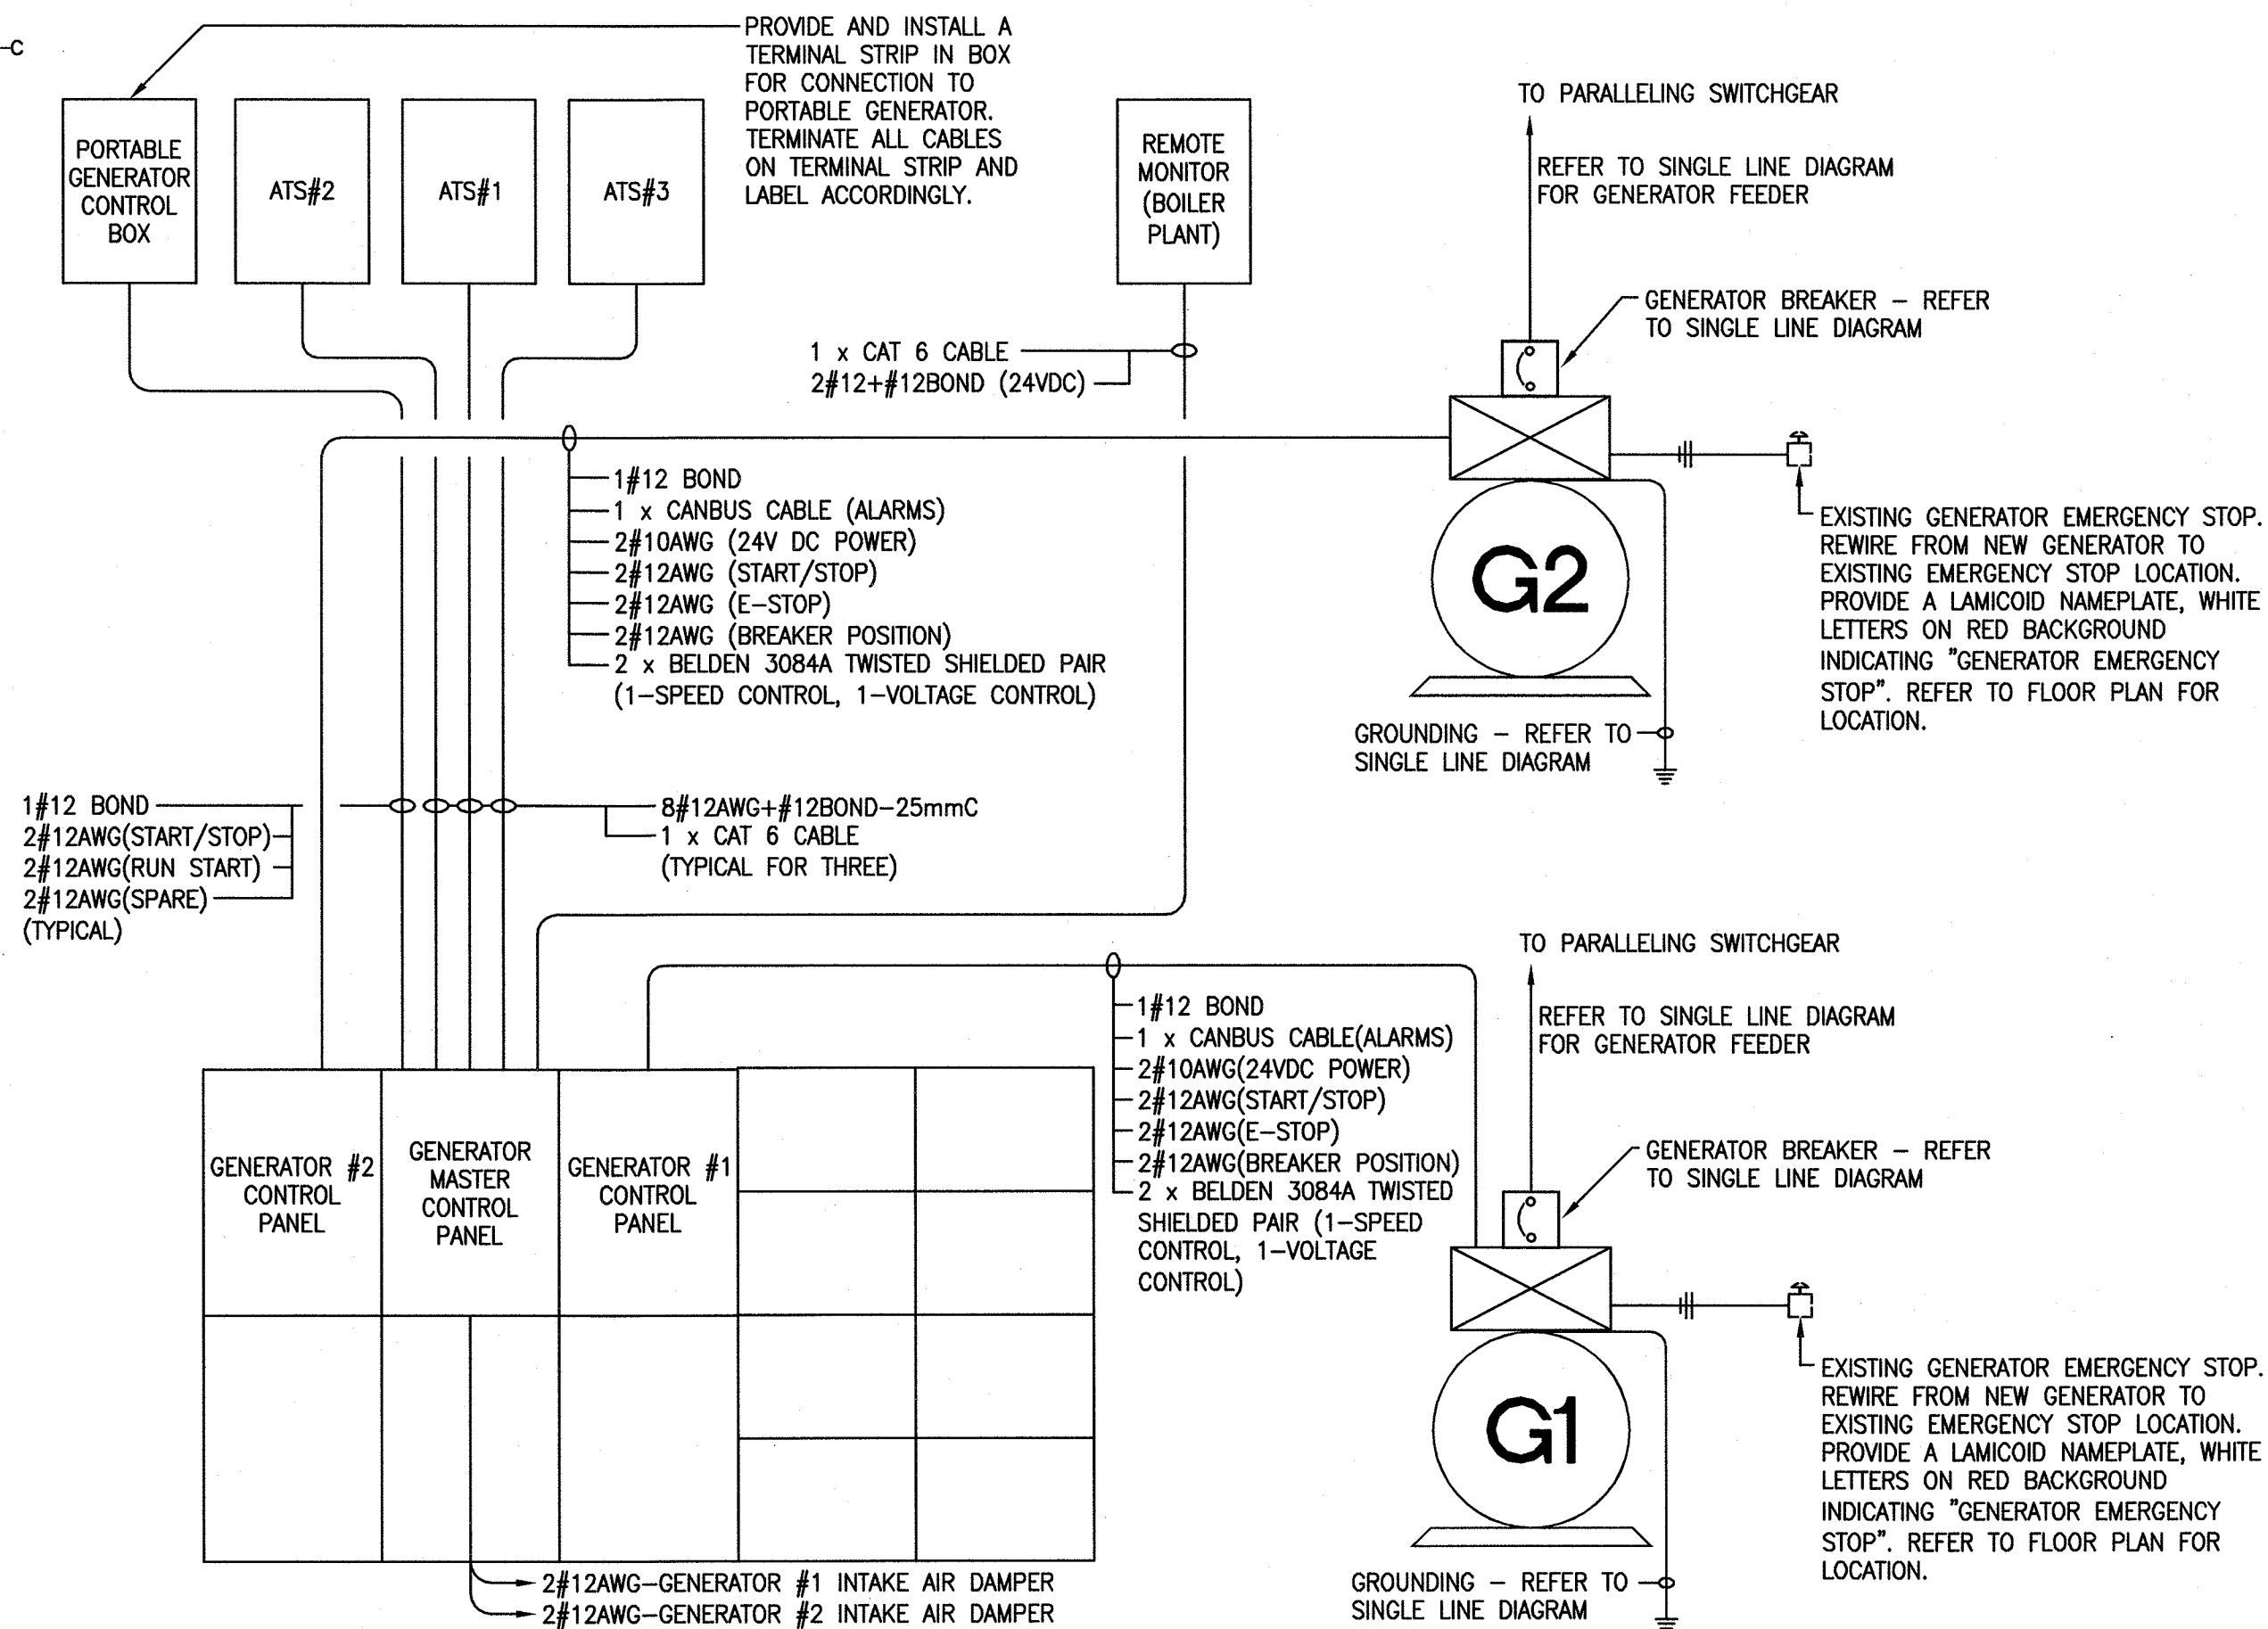 -C
PROVIDE AND INSTALL A
TERMINAL STRIP IN BOX
FOR CONNECTION TO
PORTABLE GENERATOR.
TERMINATE ALL CABLES
ON TERMINAL STRIP AND
LABEL ACCORDINGLY.
PORTABLE
GENERATOR
CONTROL
BOX
ATS#2
ATS#1
ATS#3
REMOTE
MONITOR
(BOILER
PLANT)
TO PARALLELING SWITCHGEAR
REFER TO SINGLE LINE DIAGRAM
FOR GENERATOR FEEDER
GENERATOR BREAKER – REFER
TO SINGLE LINE DIAGRAM
1 x CAT 6 CABLE
2#12+#12BOND (24VDC)
1#12 BOND
1 x CANBUS CABLE (ALARMS)
2#10AWG (24V DC POWER)
2#12AWG (START/STOP)
2#12AWG (E-STOP)
2#12AWG (BREAKER POSITION)
2 x BELDEN 3084A TWISTED SHIELDED PAIR
(1-SPEED CONTROL, 1-VOLTAGE CONTROL)
G2
EXISTING GENERATOR EMERGENCY STOP.
REWIRE FROM NEW GENERATOR TO
EXISTING EMERGENCY STOP LOCATION.
PROVIDE A LAMICOID NAMEPLATE, WHITE
LETTERS ON RED BACKGROUND
INDICATING "GENERATOR EMERGENCY
STOP". REFER TO FLOOR PLAN FOR
LOCATION.
GROUNDING – REFER TO
SINGLE LINE DIAGRAM
1#12 BOND
2#12AWG(START/STOP)
2#12AWG(RUN START)
2#12AWG(SPARE)
(TYPICAL)
8#12AWG+#12BOND-25mmC
1 x CAT 6 CABLE
(TYPICAL FOR THREE)
TO PARALLELING SWITCHGEAR
REFER TO SINGLE LINE DIAGRAM
FOR GENERATOR FEEDER
GENERATOR BREAKER – REFER
TO SINGLE LINE DIAGRAM
1#12 BOND
1 x CANBUS CABLE(ALARMS)
2#10AWG(24VDC POWER)
2#12AWG(START/STOP)
2#12AWG(E-STOP)
2#12AWG(BREAKER POSITION)
2 x BELDEN 3084A TWISTED
SHIELDED PAIR (1-SPEED
CONTROL, 1-VOLTAGE
CONTROL)
GENERATOR #2
CONTROL
PANEL
GENERATOR
MASTER
CONTROL
PANEL
GENERATOR #1
CONTROL
PANEL
G1
EXISTING GENERATOR EMERGENCY STOP.
REWIRE FROM NEW GENERATOR TO
EXISTING EMERGENCY STOP LOCATION.
PROVIDE A LAMICOID NAMEPLATE, WHITE
LETTERS ON RED BACKGROUND
INDICATING "GENERATOR EMERGENCY
STOP". REFER TO FLOOR PLAN FOR
LOCATION.
GROUNDING – REFER TO
SINGLE LINE DIAGRAM
2#12AWG-GENERATOR #1 INTAKE AIR DAMPER
2#12AWG-GENERATOR #2 INTAKE AIR DAMPER